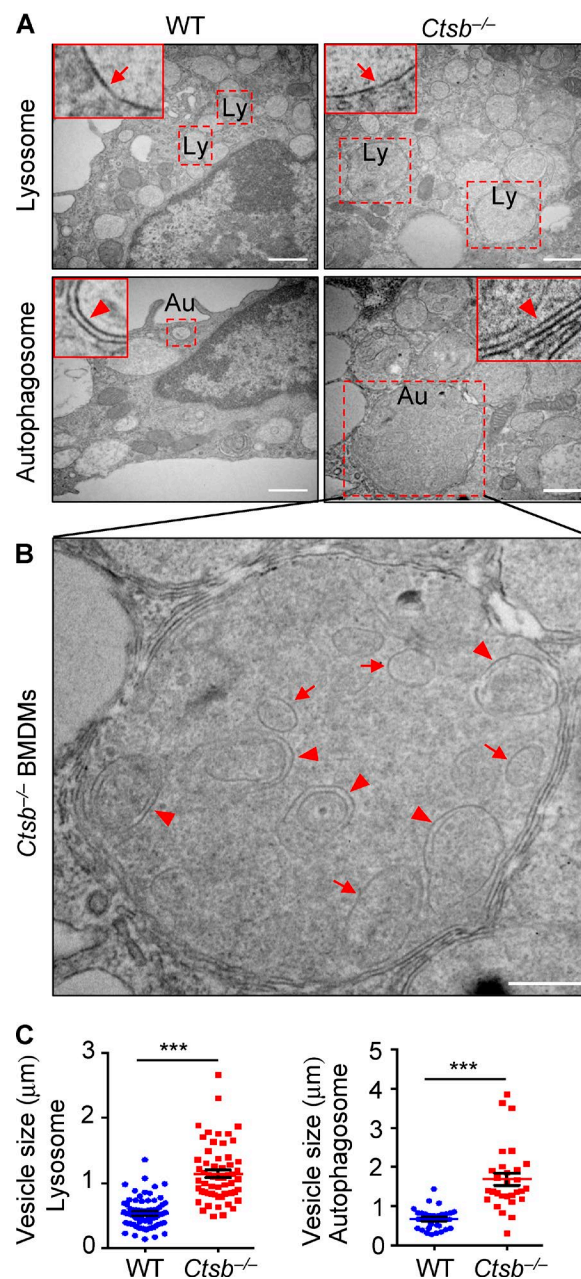 A
WT
Ctsb–/–
Lysosome
Ly
Ly
Ly
Ly
Autophagosome
Au
Au
B
Ctsb–/– BMDMs
C
Vesicle size (μm)
Lysosome
3
2
1
0
***
WT
Ctsb–/–
Vesicle size (μm)
Autophagosome
5
4
3
2
1
0
***
WT
Ctsb–/–